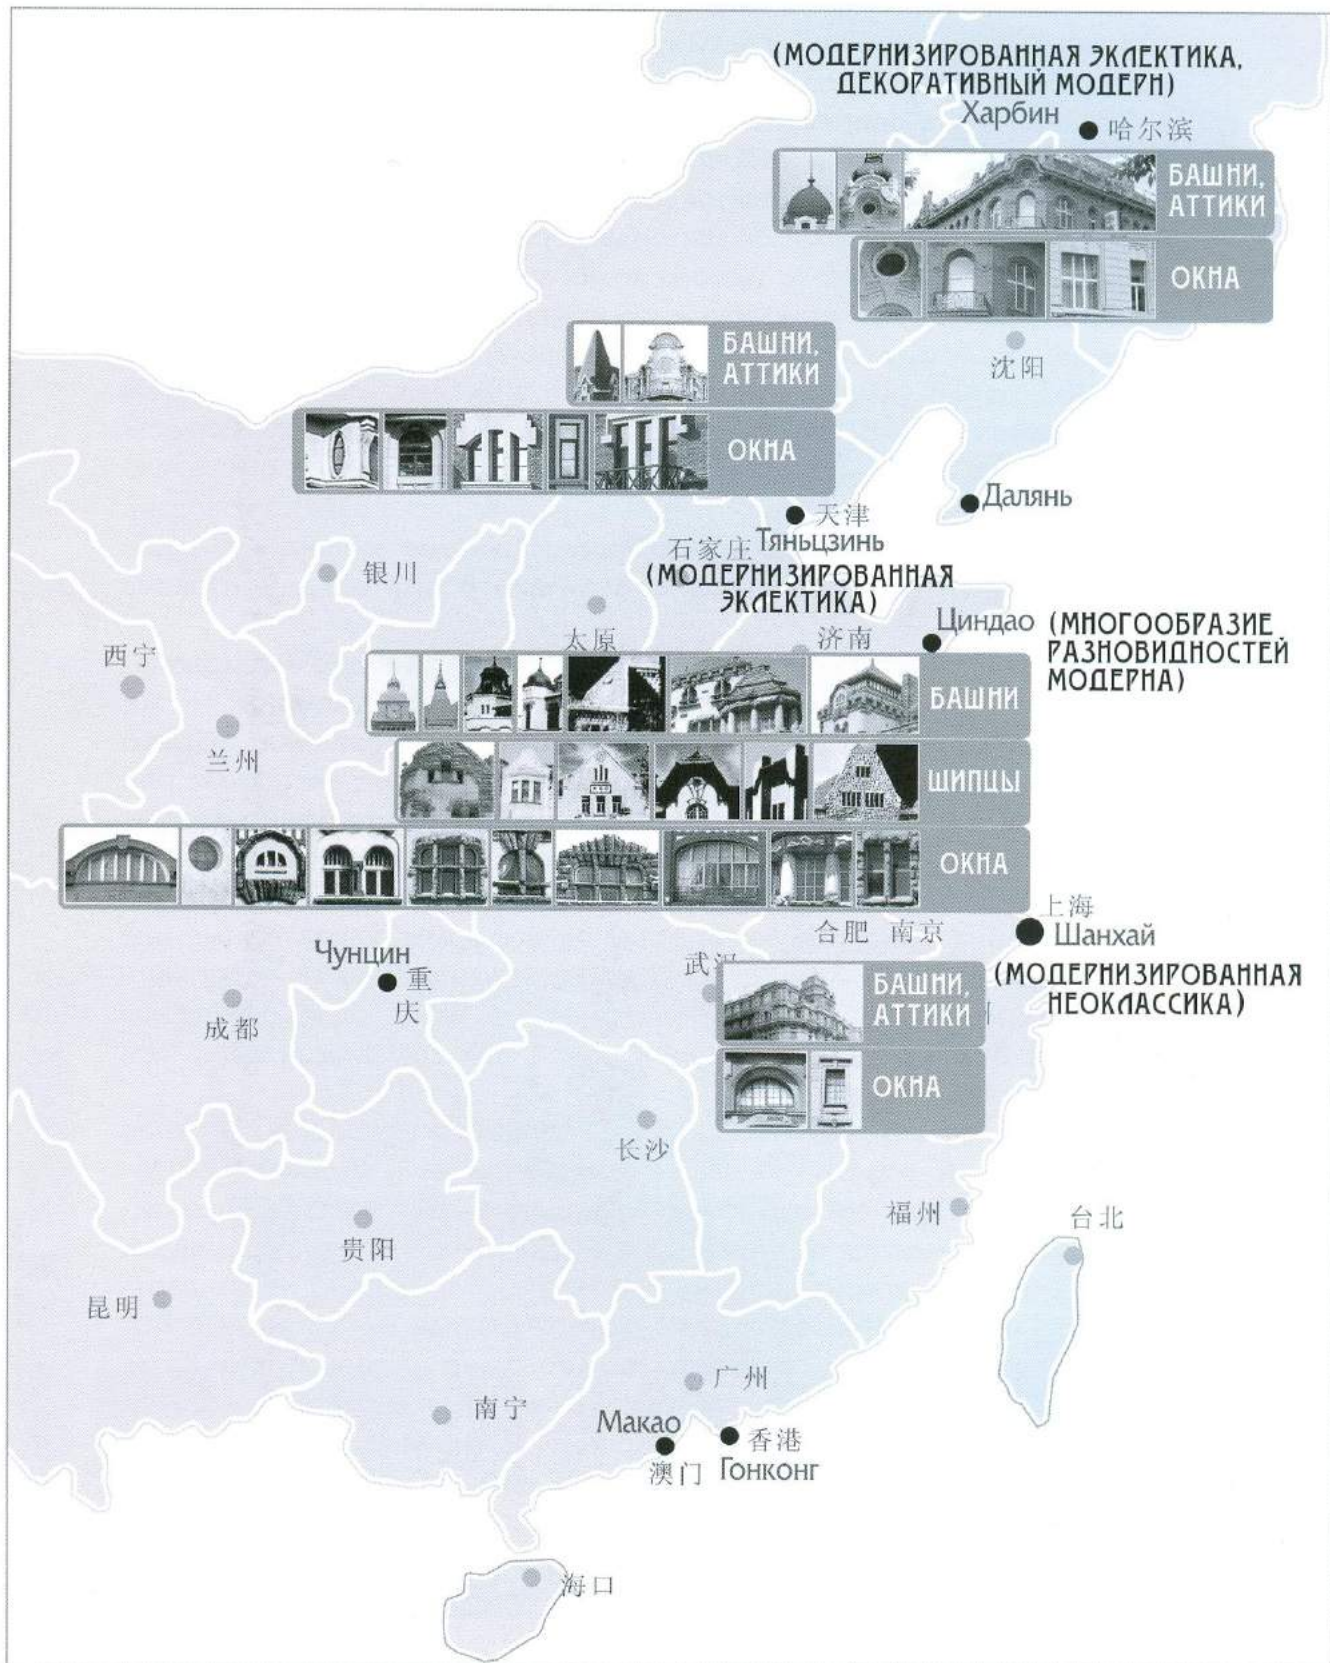 (МОДЕРНИЗИРОВАННАЯ ЭКЛЕКТИКА,
ДЕКОРАТИВНЫЙ МОДЕРН)
Харбин
哈尔滨
БАШНИ,
АТТИКИ
ОКНА
沈阳
БАШНИ,
АТТИКИ
ОКНА
Далянь
天津
Тяньцзинь
石家庄
(МОДЕРНИЗИРОВАННАЯ
ЭКЛЕКТИКА)
银川
太原
济南
Циндао
(МНОГООБРАЗИЕ
РАЗНОВИДНОСТЕЙ
МОДЕРНА)
西宁
兰州
БАШНИ
ШИПЦЫ
ОКНА
合肥
南京
上海
Шанхай
(МОДЕРНИЗИРОВАННАЯ
НЕОКЛАССИКА)
Чунцин
重
庆
成都
武汉
БАШНИ,
АТТИКИ
ОКНА
长沙
贵阳
福州
台北
昆明
广州
南宁
Макао
澳门
香港
Гонконг
海口